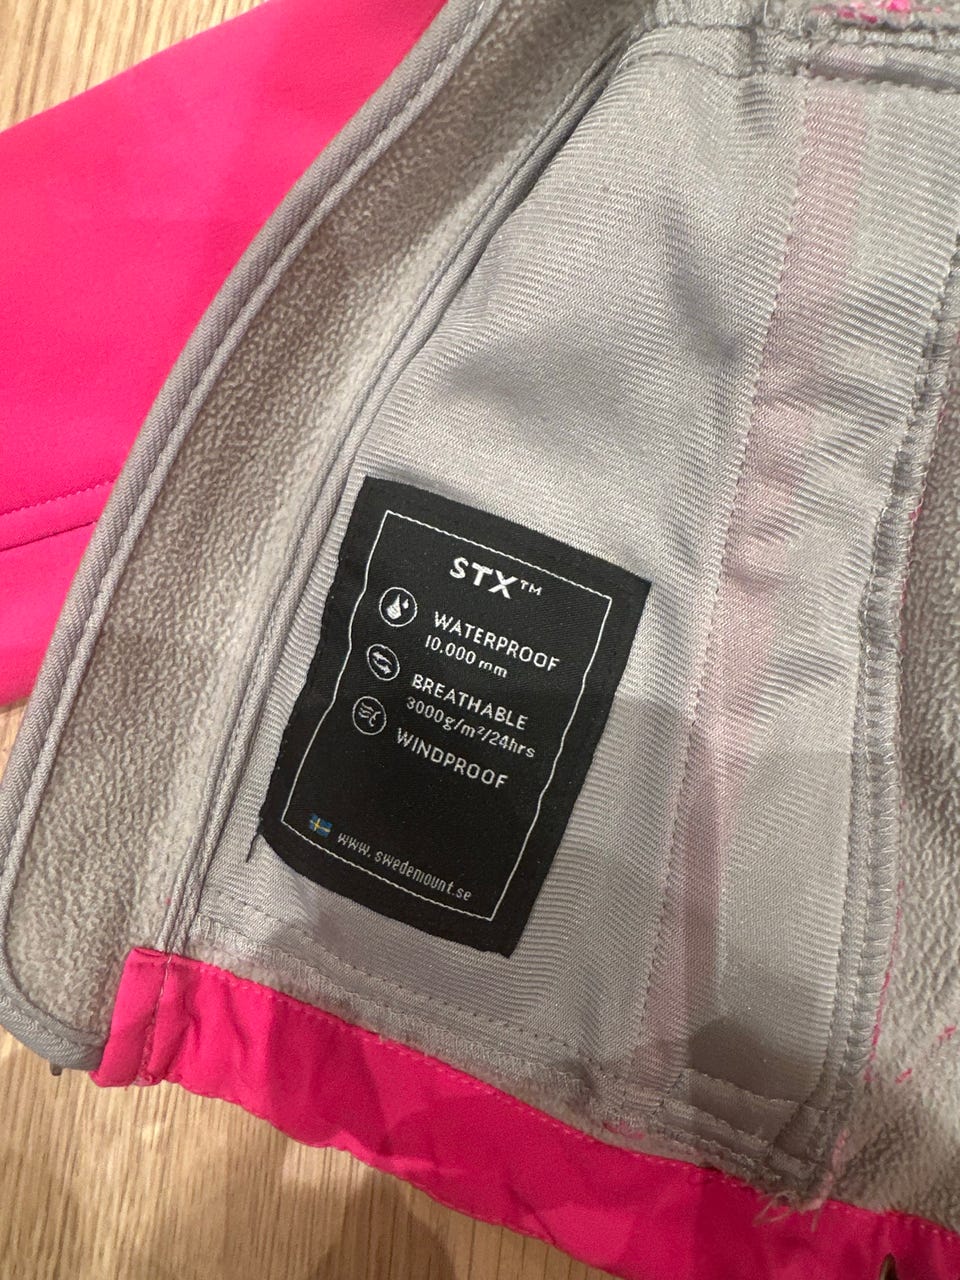 STX™
WATERPROOF
10.000 mm
BREATHABLE
3000g/m²/24hrs
WINDPROOF
www.swedemount.se